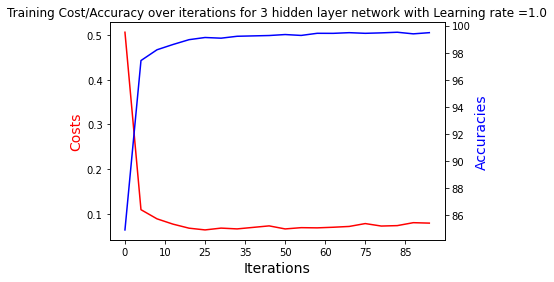 Training Cost/Accuracy over iterations for 3 hidden layer network with Learning rate =1.0
0.5
0.4
0.3
0.2
0.1
Costs
100
98
96
94
92
90
88
86
Accuracies
0 10 25 35 50 60 75 85
Iterations